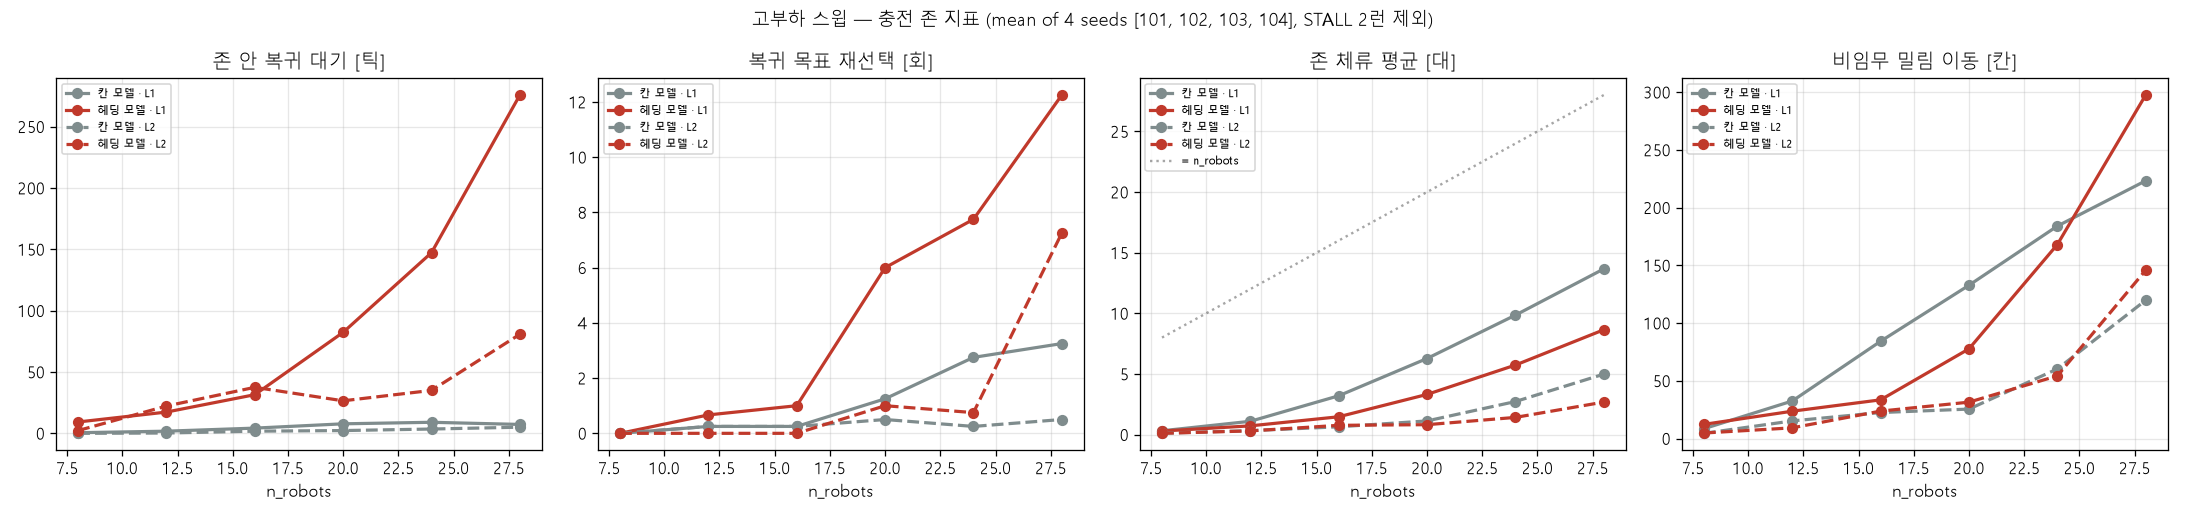 고부하 스윕 — 충전 존 지표 (mean of 4 seeds [101, 102, 103, 104], STALL 2런 제외)
존 안 복귀 대기 [틱]
칸 모델 · L1
헤딩 모델 · L1
칸 모델 · L2
헤딩 모델 · L2
250
200
150
100
50
0
7.5 10.0 12.5 15.0 17.5 20.0 22.5 25.0 27.5
n_robots
복귀 목표 재선택 [회]
칸 모델 · L1
헤딩 모델 · L1
칸 모델 · L2
헤딩 모델 · L2
12
10
8
6
4
2
0
7.5 10.0 12.5 15.0 17.5 20.0 22.5 25.0 27.5
n_robots
존 체류 평균 [대]
칸 모델 · L1
헤딩 모델 · L1
칸 모델 · L2
헤딩 모델 · L2
= n_robots
25
20
15
10
5
0
7.5 10.0 12.5 15.0 17.5 20.0 22.5 25.0 27.5
n_robots
비임무 밀림 이동 [칸]
칸 모델 · L1
헤딩 모델 · L1
칸 모델 · L2
헤딩 모델 · L2
300
250
200
150
100
50
0
7.5 10.0 12.5 15.0 17.5 20.0 22.5 25.0 27.5
n_robots